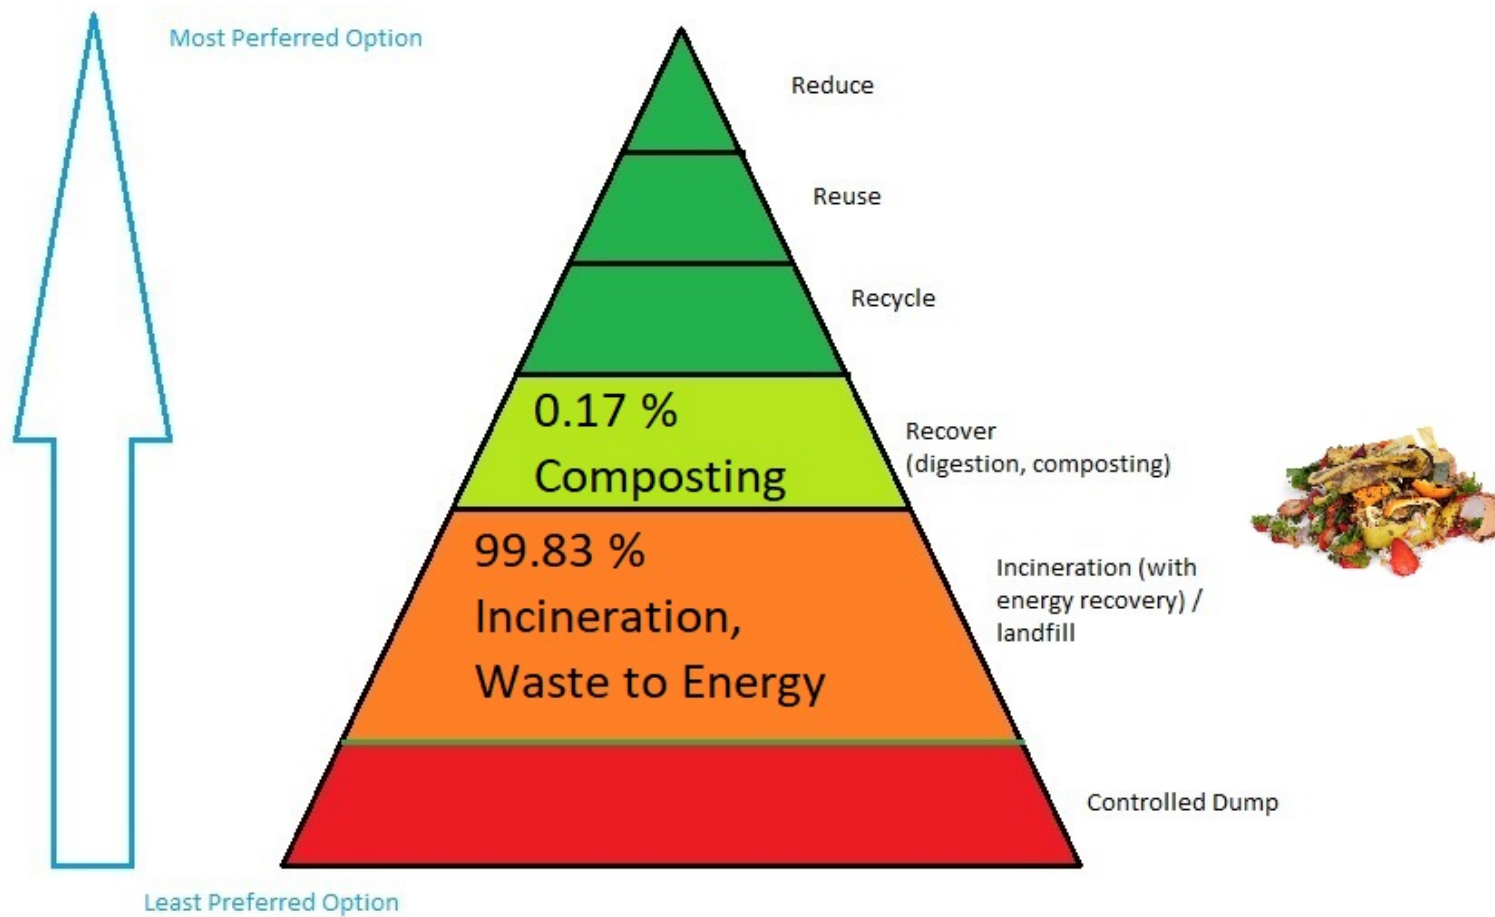 Most Perferred Option
Reduce
Reuse
Recycle
0.17 %
Composting
Recover
(digestion, composting)
99.83 %
Incineration,
Waste to Energy
Incineration (with
energy recovery) /
landfill
Controlled Dump
Least Preferred Option